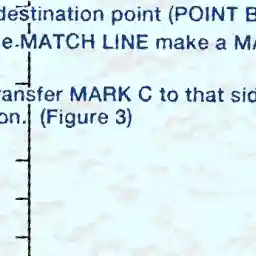 destination point (POINT B
e MATCH LINE make a MA
ransfer MARK C to that sid
on. (Figure 3)